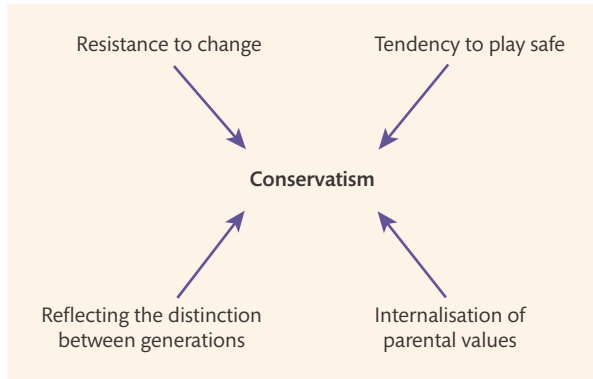 Resistance to change
Tendency to play safe
Conservatism
Reflecting the distinction
between generations
Internalisation of
parental values